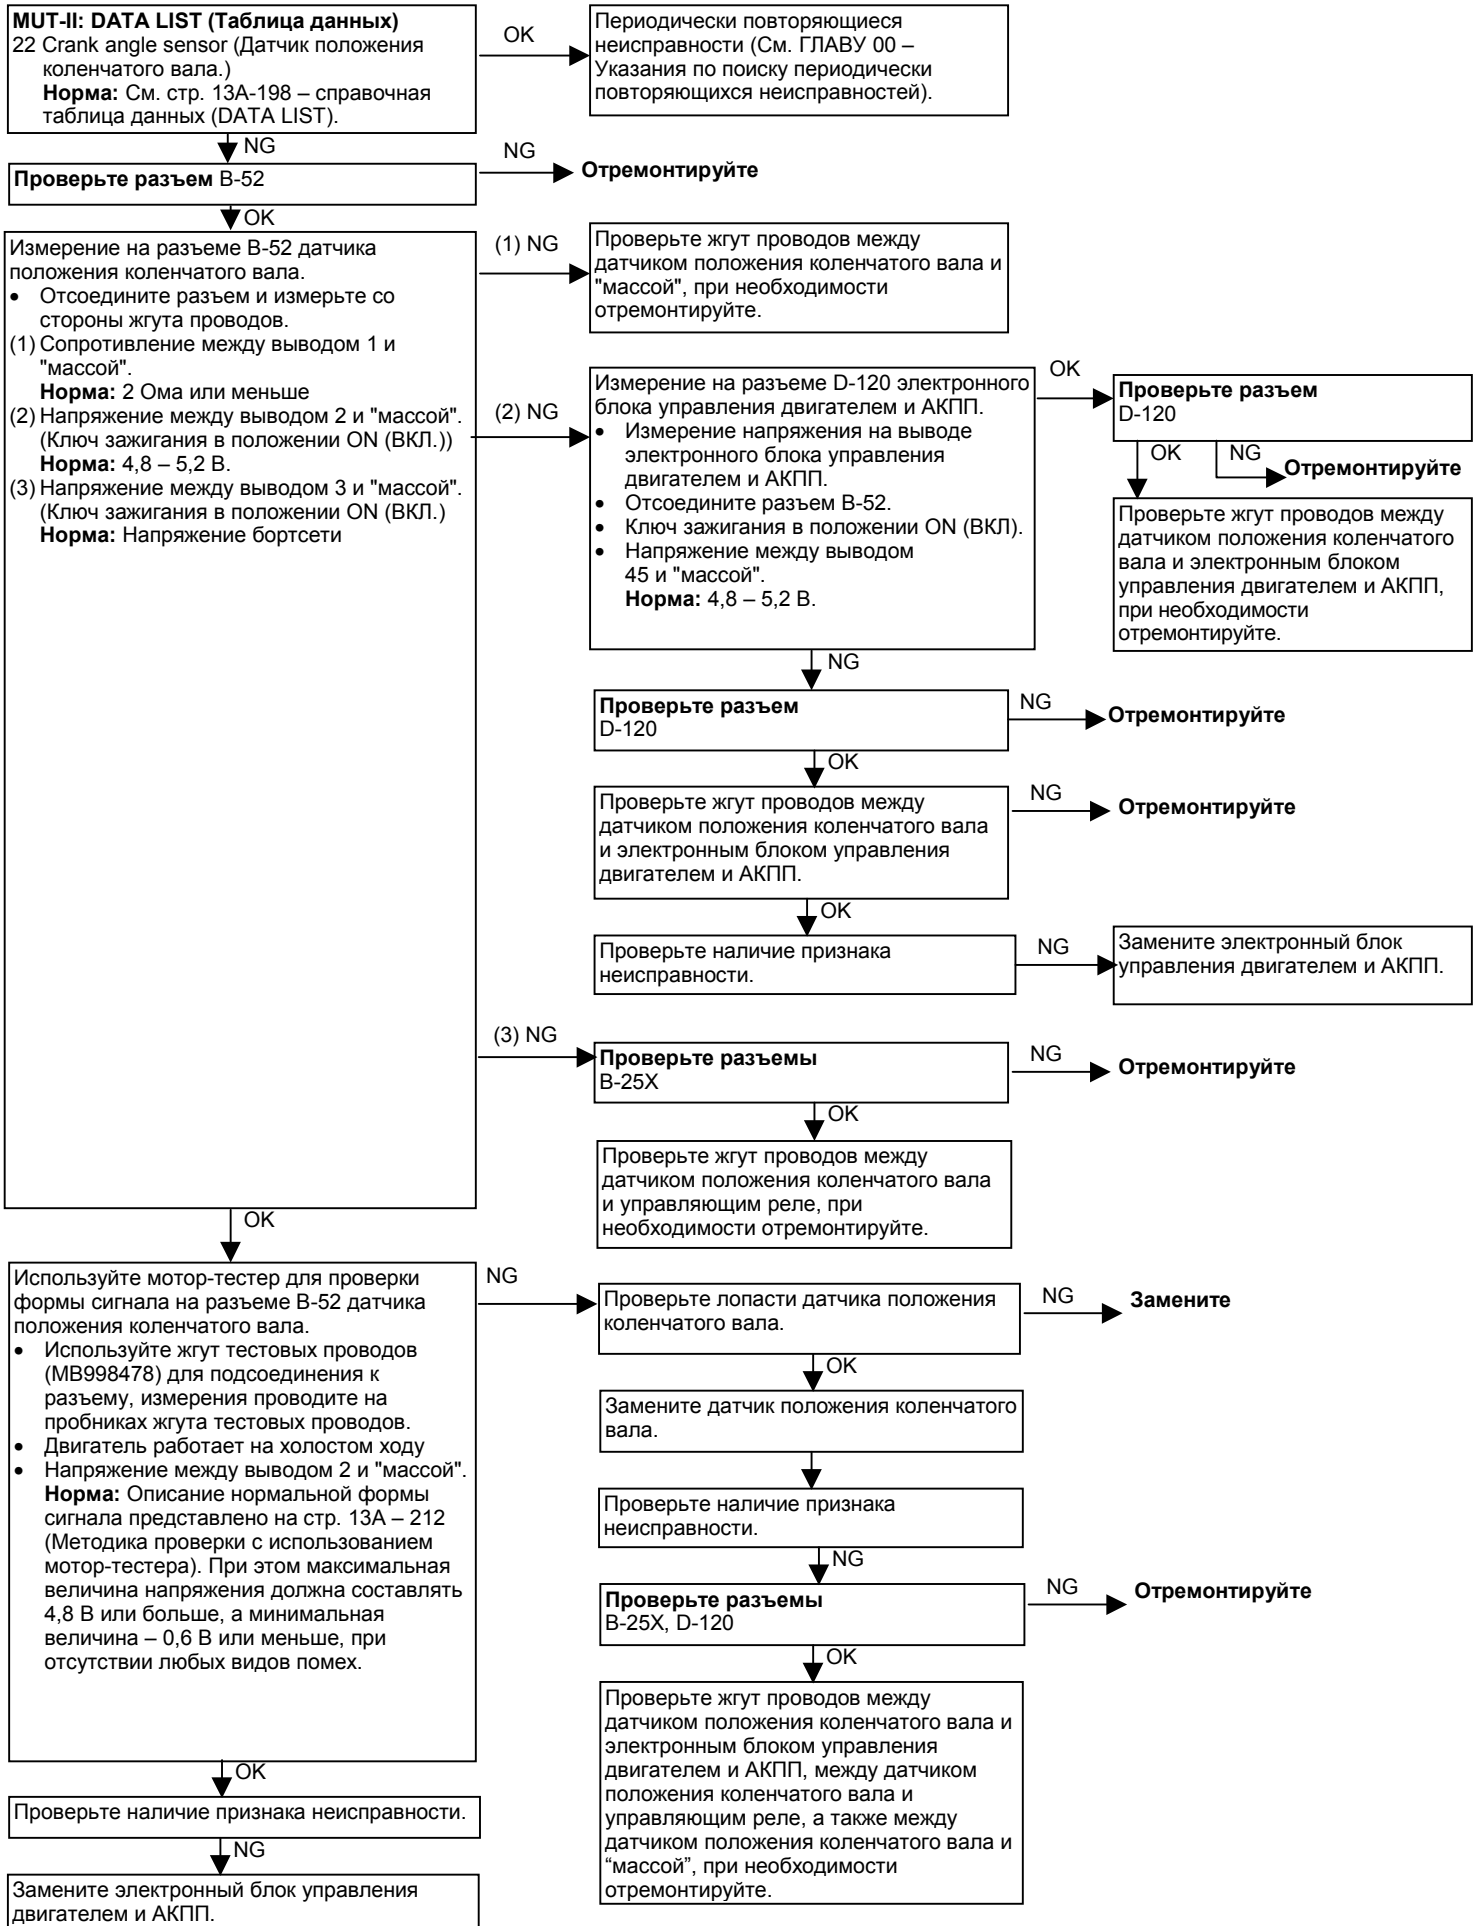 MUT-II: DATA LIST (Таблица данных)
22 Crank angle sensor (Датчик положения
коленчатого вала.)
Норма: См. стр. 13A-198 – справочная
таблица данных (DATA LIST).
OK
Периодически повторяющиеся
неисправности (См. ГЛАВУ 00 –
Указания по поиску периодически
повторяющихся неисправностей).
NG
Проверьте разъем B-52
NG
Отремонтируйте
OK
Измерение на разъеме B-52 датчика
положения коленчатого вала.
• Отсоедините разъем и измерьте со
стороны жгута проводов.
(1) Сопротивление между выводом 1 и
"массой".
Норма: 2 Ома или меньше
(2) Напряжение между выводом 2 и "массой".
(Ключ зажигания в положении ON (ВКЛ.))
Норма: 4,8 – 5,2 В.
(3) Напряжение между выводом 3 и "массой".
(Ключ зажигания в положении ON (ВКЛ.)
Норма: Напряжение бортсети
(1) NG
Проверьте жгут проводов между
датчиком положения коленчатого вала и
"массой", при необходимости
отремонтируйте.
(2) NG
Измерение на разъеме D-120 электронного
блока управления двигателем и АКПП.
• Измерение напряжения на выводе
электронного блока управления
двигателем и АКПП.
• Отсоедините разъем B-52.
• Ключ зажигания в положении ON (ВКЛ).
• Напряжение между выводом
45 и "массой".
Норма: 4,8 – 5,2 В.
OK
Проверьте разъем
D-120
OK
NG
Отремонтируйте
Проверьте жгут проводов между
датчиком положения коленчатого
вала и электронным блоком
управления двигателем и АКПП,
при необходимости
отремонтируйте.
NG
Проверьте разъем
D-120
NG
Отремонтируйте
OK
Проверьте жгут проводов между
датчиком положения коленчатого вала
и электронным блоком управления
двигателем и АКПП.
NG
Отремонтируйте
OK
Проверьте наличие признака
неисправности.
NG
Замените электронный блок
управления двигателем и АКПП.
(3) NG
Проверьте разъемы
B-25X
NG
Отремонтируйте
OK
Проверьте жгут проводов между
датчиком положения коленчатого вала
и управляющим реле, при
необходимости отремонтируйте.
OK
Используйте мотор-тестер для проверки
формы сигнала на разъеме B-52 датчика
положения коленчатого вала.
• Используйте жгут тестовых проводов
(MB998478) для подсоединения к
разъему, измерения проводите на
пробниках жгута тестовых проводов.
• Двигатель работает на холостом ходу
• Напряжение между выводом 2 и "массой".
Норма: Описание нормальной формы
сигнала представлено на стр. 13A – 212
(Методика проверки с использованием
мотор-тестера). При этом максимальная
величина напряжения должна составлять
4,8 В или больше, а минимальная
величина – 0,6 В или меньше, при
отсутствии любых видов помех.
NG
Проверьте лопасти датчика положения
коленчатого вала.
NG
Замените
OK
Замените датчик положения коленчатого
вала.
Проверьте наличие признака
неисправности.
NG
Проверьте разъемы
B-25X, D-120
NG
Отремонтируйте
OK
Проверьте жгут проводов между
датчиком положения коленчатого вала и
электронным блоком управления
двигателем и АКПП, между датчиком
положения коленчатого вала и
управляющим реле, а также между
датчиком положения коленчатого вала и
“массой”, при необходимости
отремонтируйте.
OK
Проверьте наличие признака неисправности.
NG
Замените электронный блок управления
двигателем и АКПП.